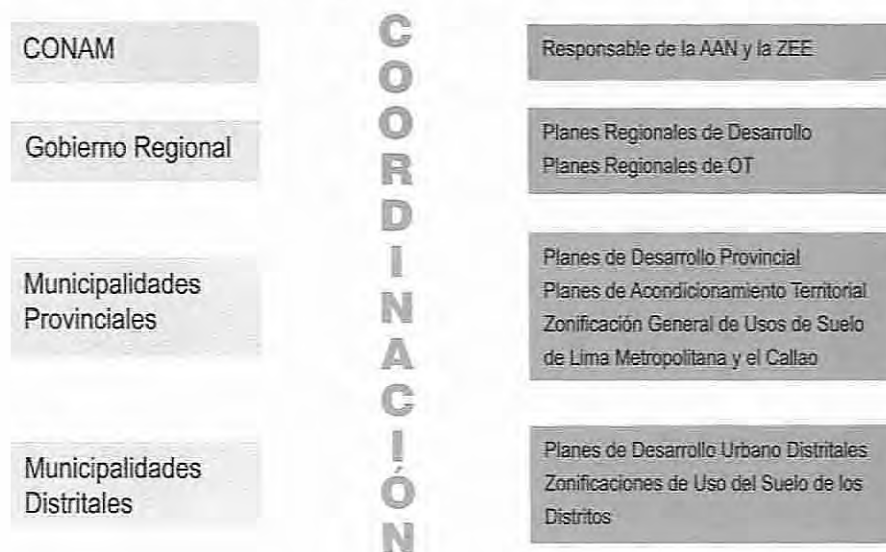 CONAM
Responsable de la AAN y la ZEE
Gobierno Regional
Planes Regionales de Desarrollo
Planes Regionales de OT
Municipalidades
Provinciales
Planes de Desarrollo Provincial
Planes de Acondicionamiento Territorial
Zonificación General de Usos de Suelo
de Lima Metropolitana y el Callao
Municipalidades
Distritales
Planes de Desarrollo Urbano Distritales
Zonificaciones de Uso del Suelo de los
Distritos
COORDINACIÓN